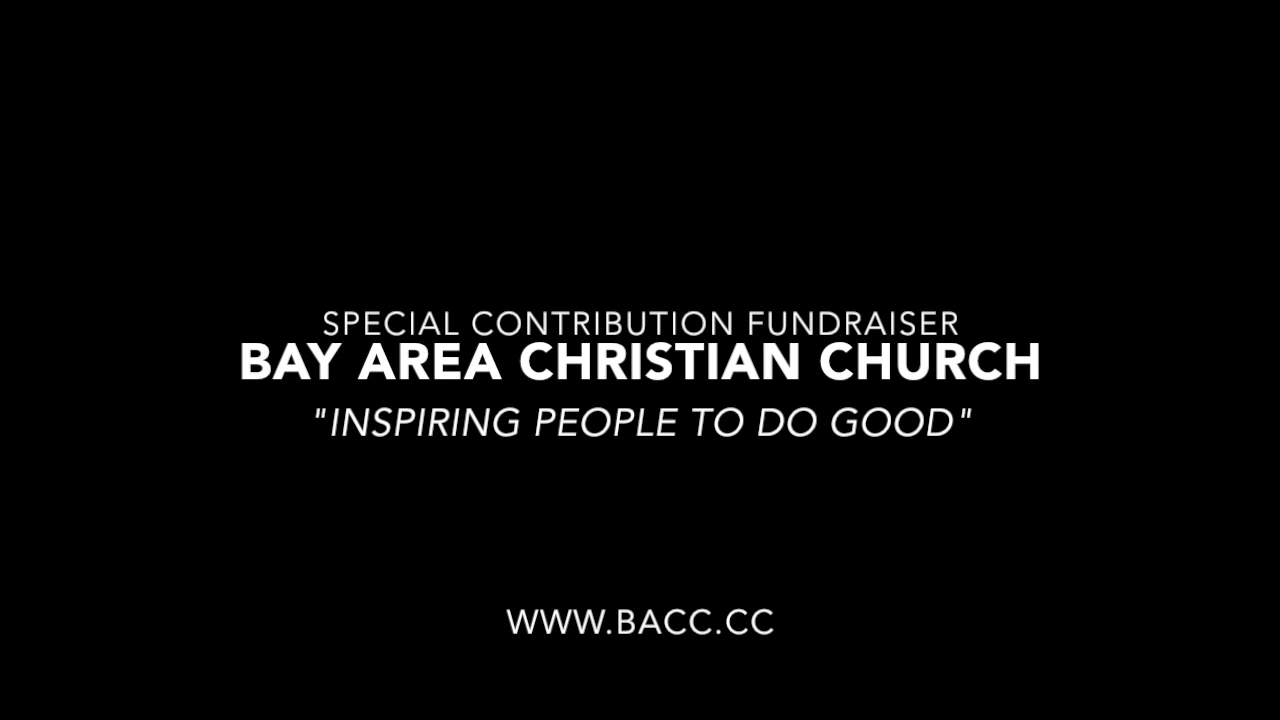 SPECIAL CONTRIBUTION FUNDRAISER
BAY AREA CHRISTIAN CHURCH
"INSPIRING PEOPLE TO DO GOOD"
WWW.BACC.CC